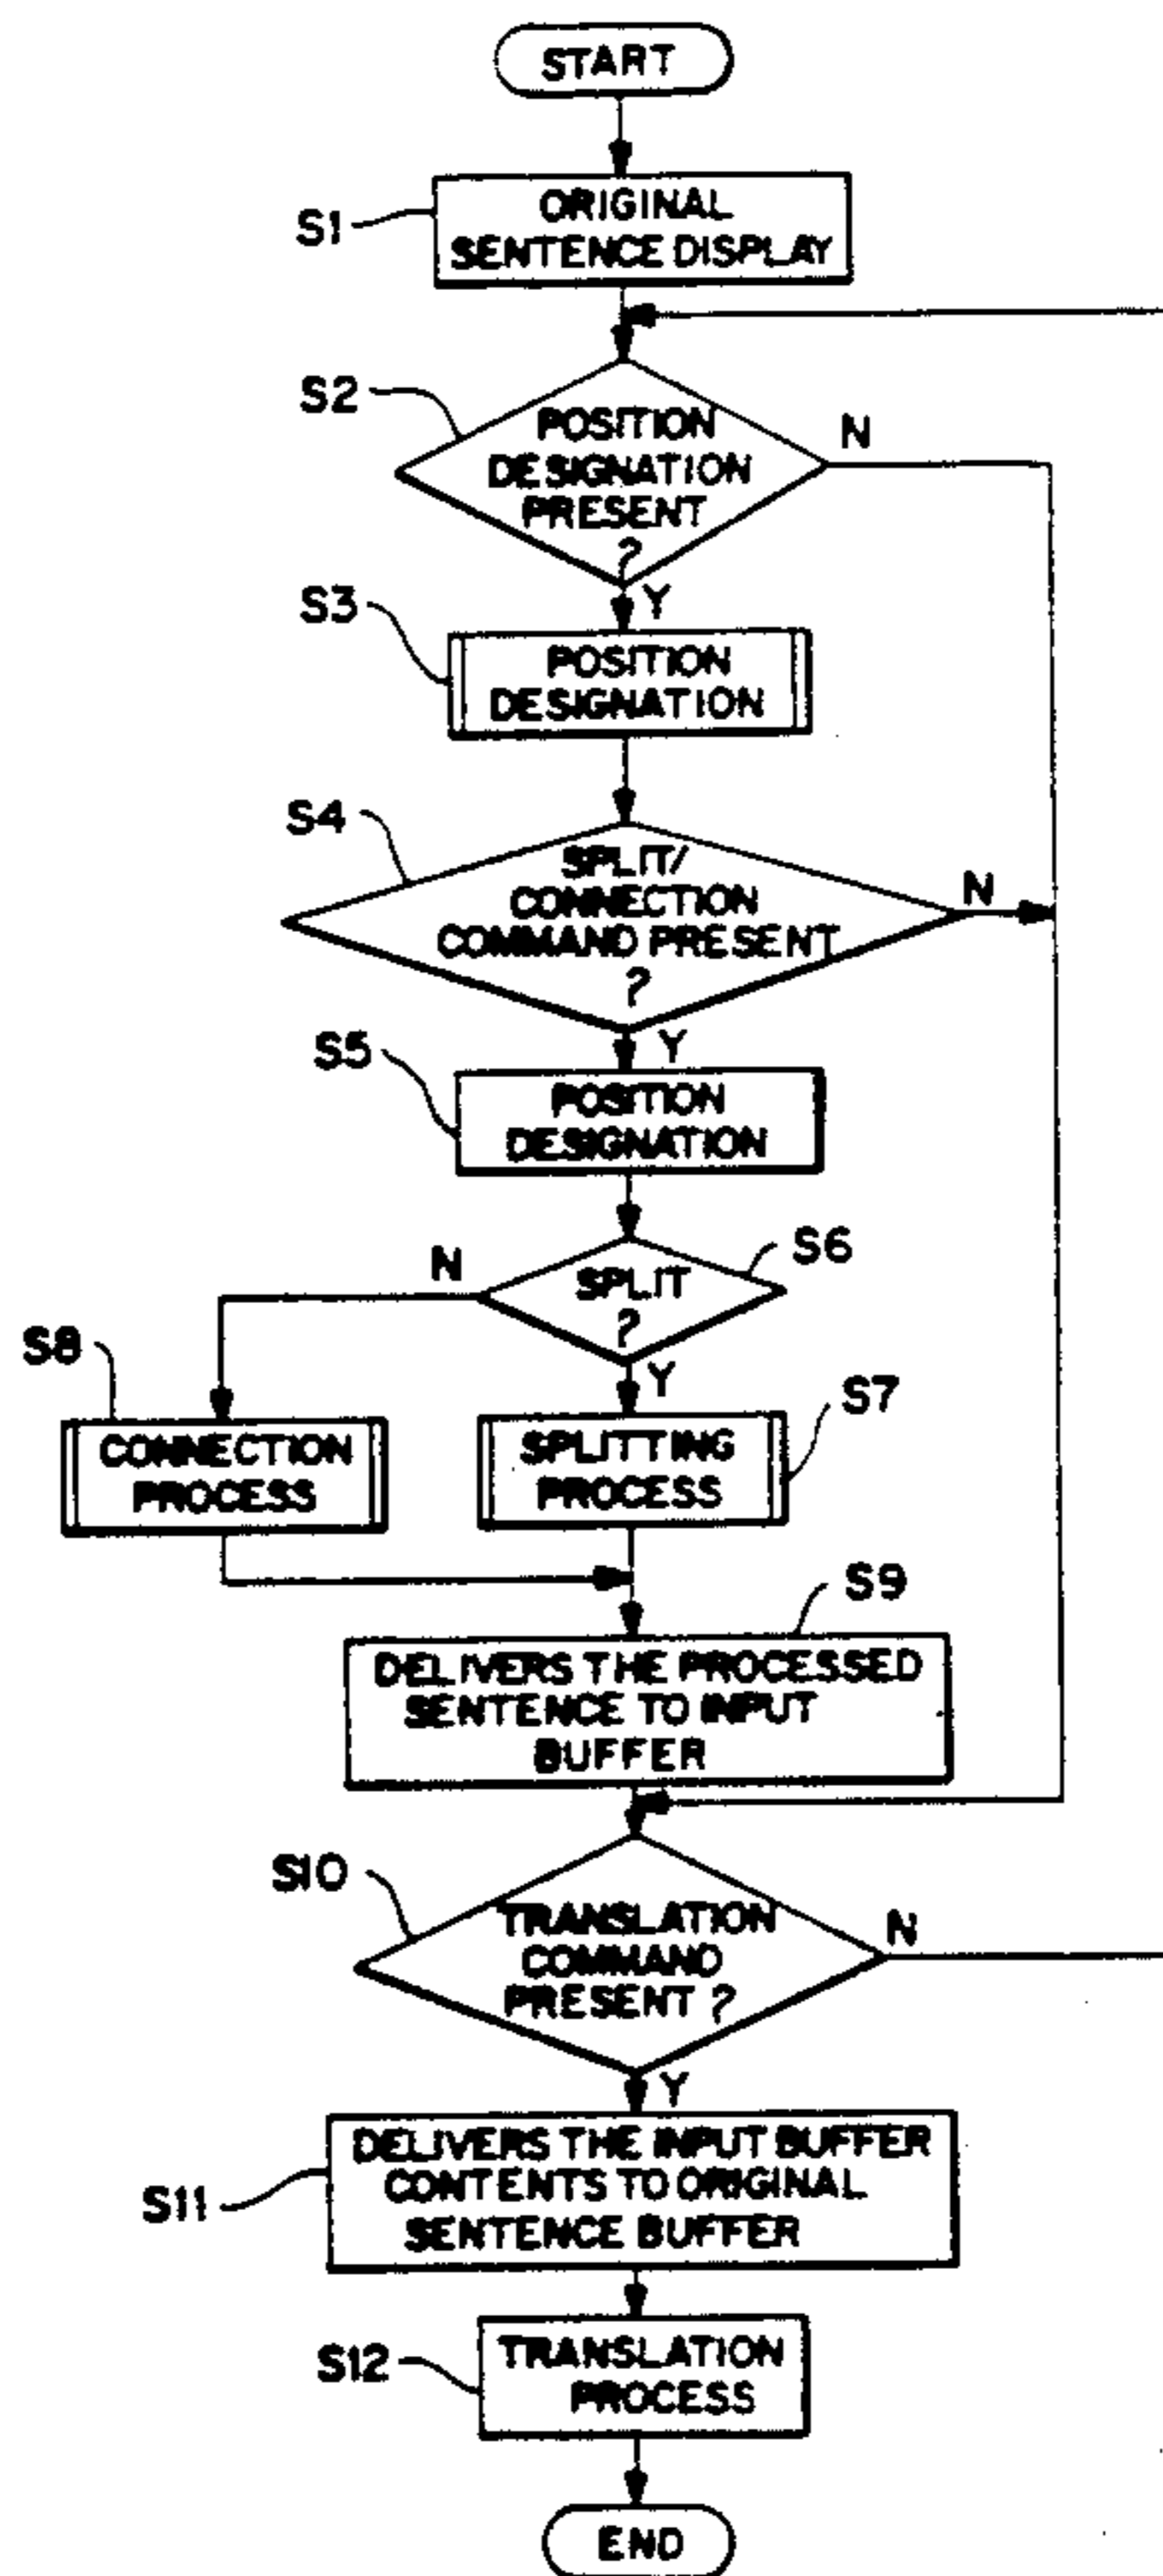 START
S1
ORIGINAL
SENTENCE DISPLAY
S2
POSITION
DESIGNATION
PRESENT
?
N
Y
S3
POSITION
DESIGNATION
S4
SPLIT/
CONNECTION
COMMAND PRESENT
?
N
Y
S5
POSITION
DESIGNATION
S6
SPLIT
?
N
Y
S8
CONNECTION
PROCESS
S7
SPLITTING
PROCESS
S9
DELIVERS THE PROCESSED
SENTENCE TO INPUT
BUFFER
S10
TRANSLATION
COMMAND
PRESENT ?
N
Y
S11
DELIVERS THE INPUT BUFFER
CONTENTS TO ORIGINAL
SENTENCE BUFFER
S12
TRANSLATION
PROCESS
END